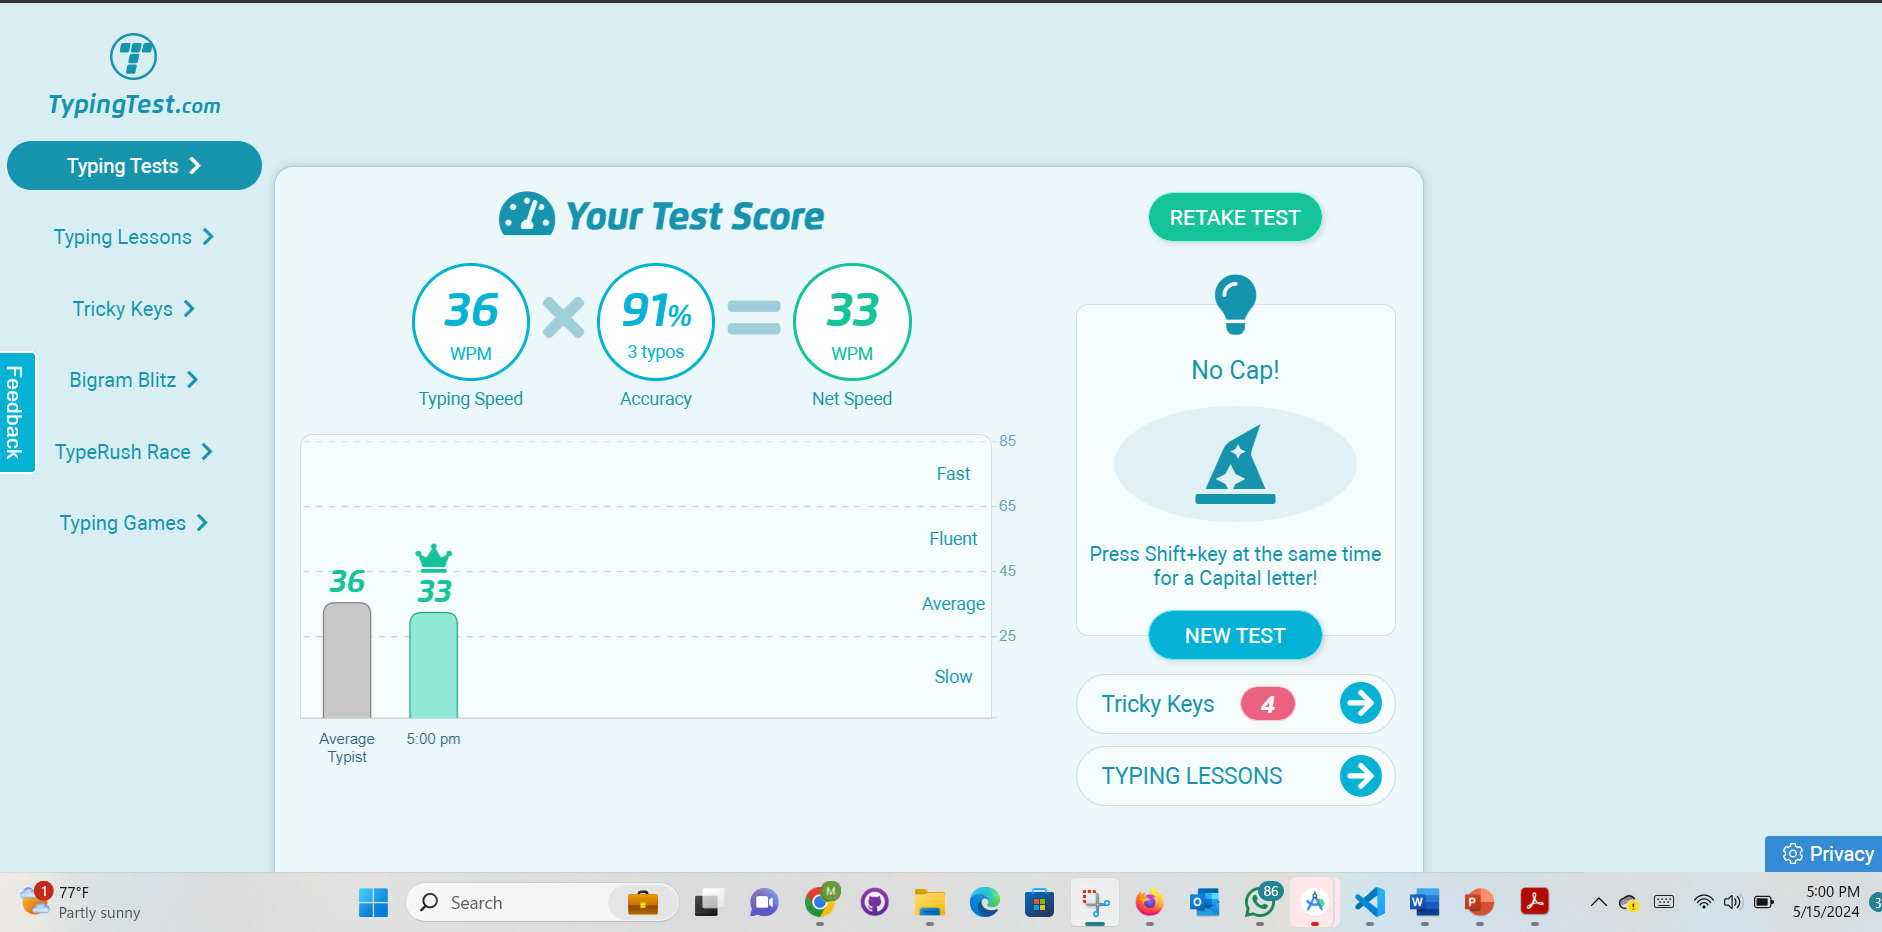 TypingTest.com
Typing Tests
Typing Lessons
Tricky Keys
Bigram Blitz
TypeRush Race
Typing Games
Feedback
Your Test Score
36
WPM
Typing Speed
91%
3 typos
Accuracy
33
WPM
Net Speed
85
Fast
65
Fluent
45
Average
25
Slow
36
33
Average
Typist
5:00 pm
RETAKE TEST
No Cap!
Press Shift+key at the same time
for a Capital letter!
NEW TEST
Tricky Keys 4
TYPING LESSONS
Privacy
1
77°F
Partly sunny
Search
M
86
5:00 PM
5/15/2024
3